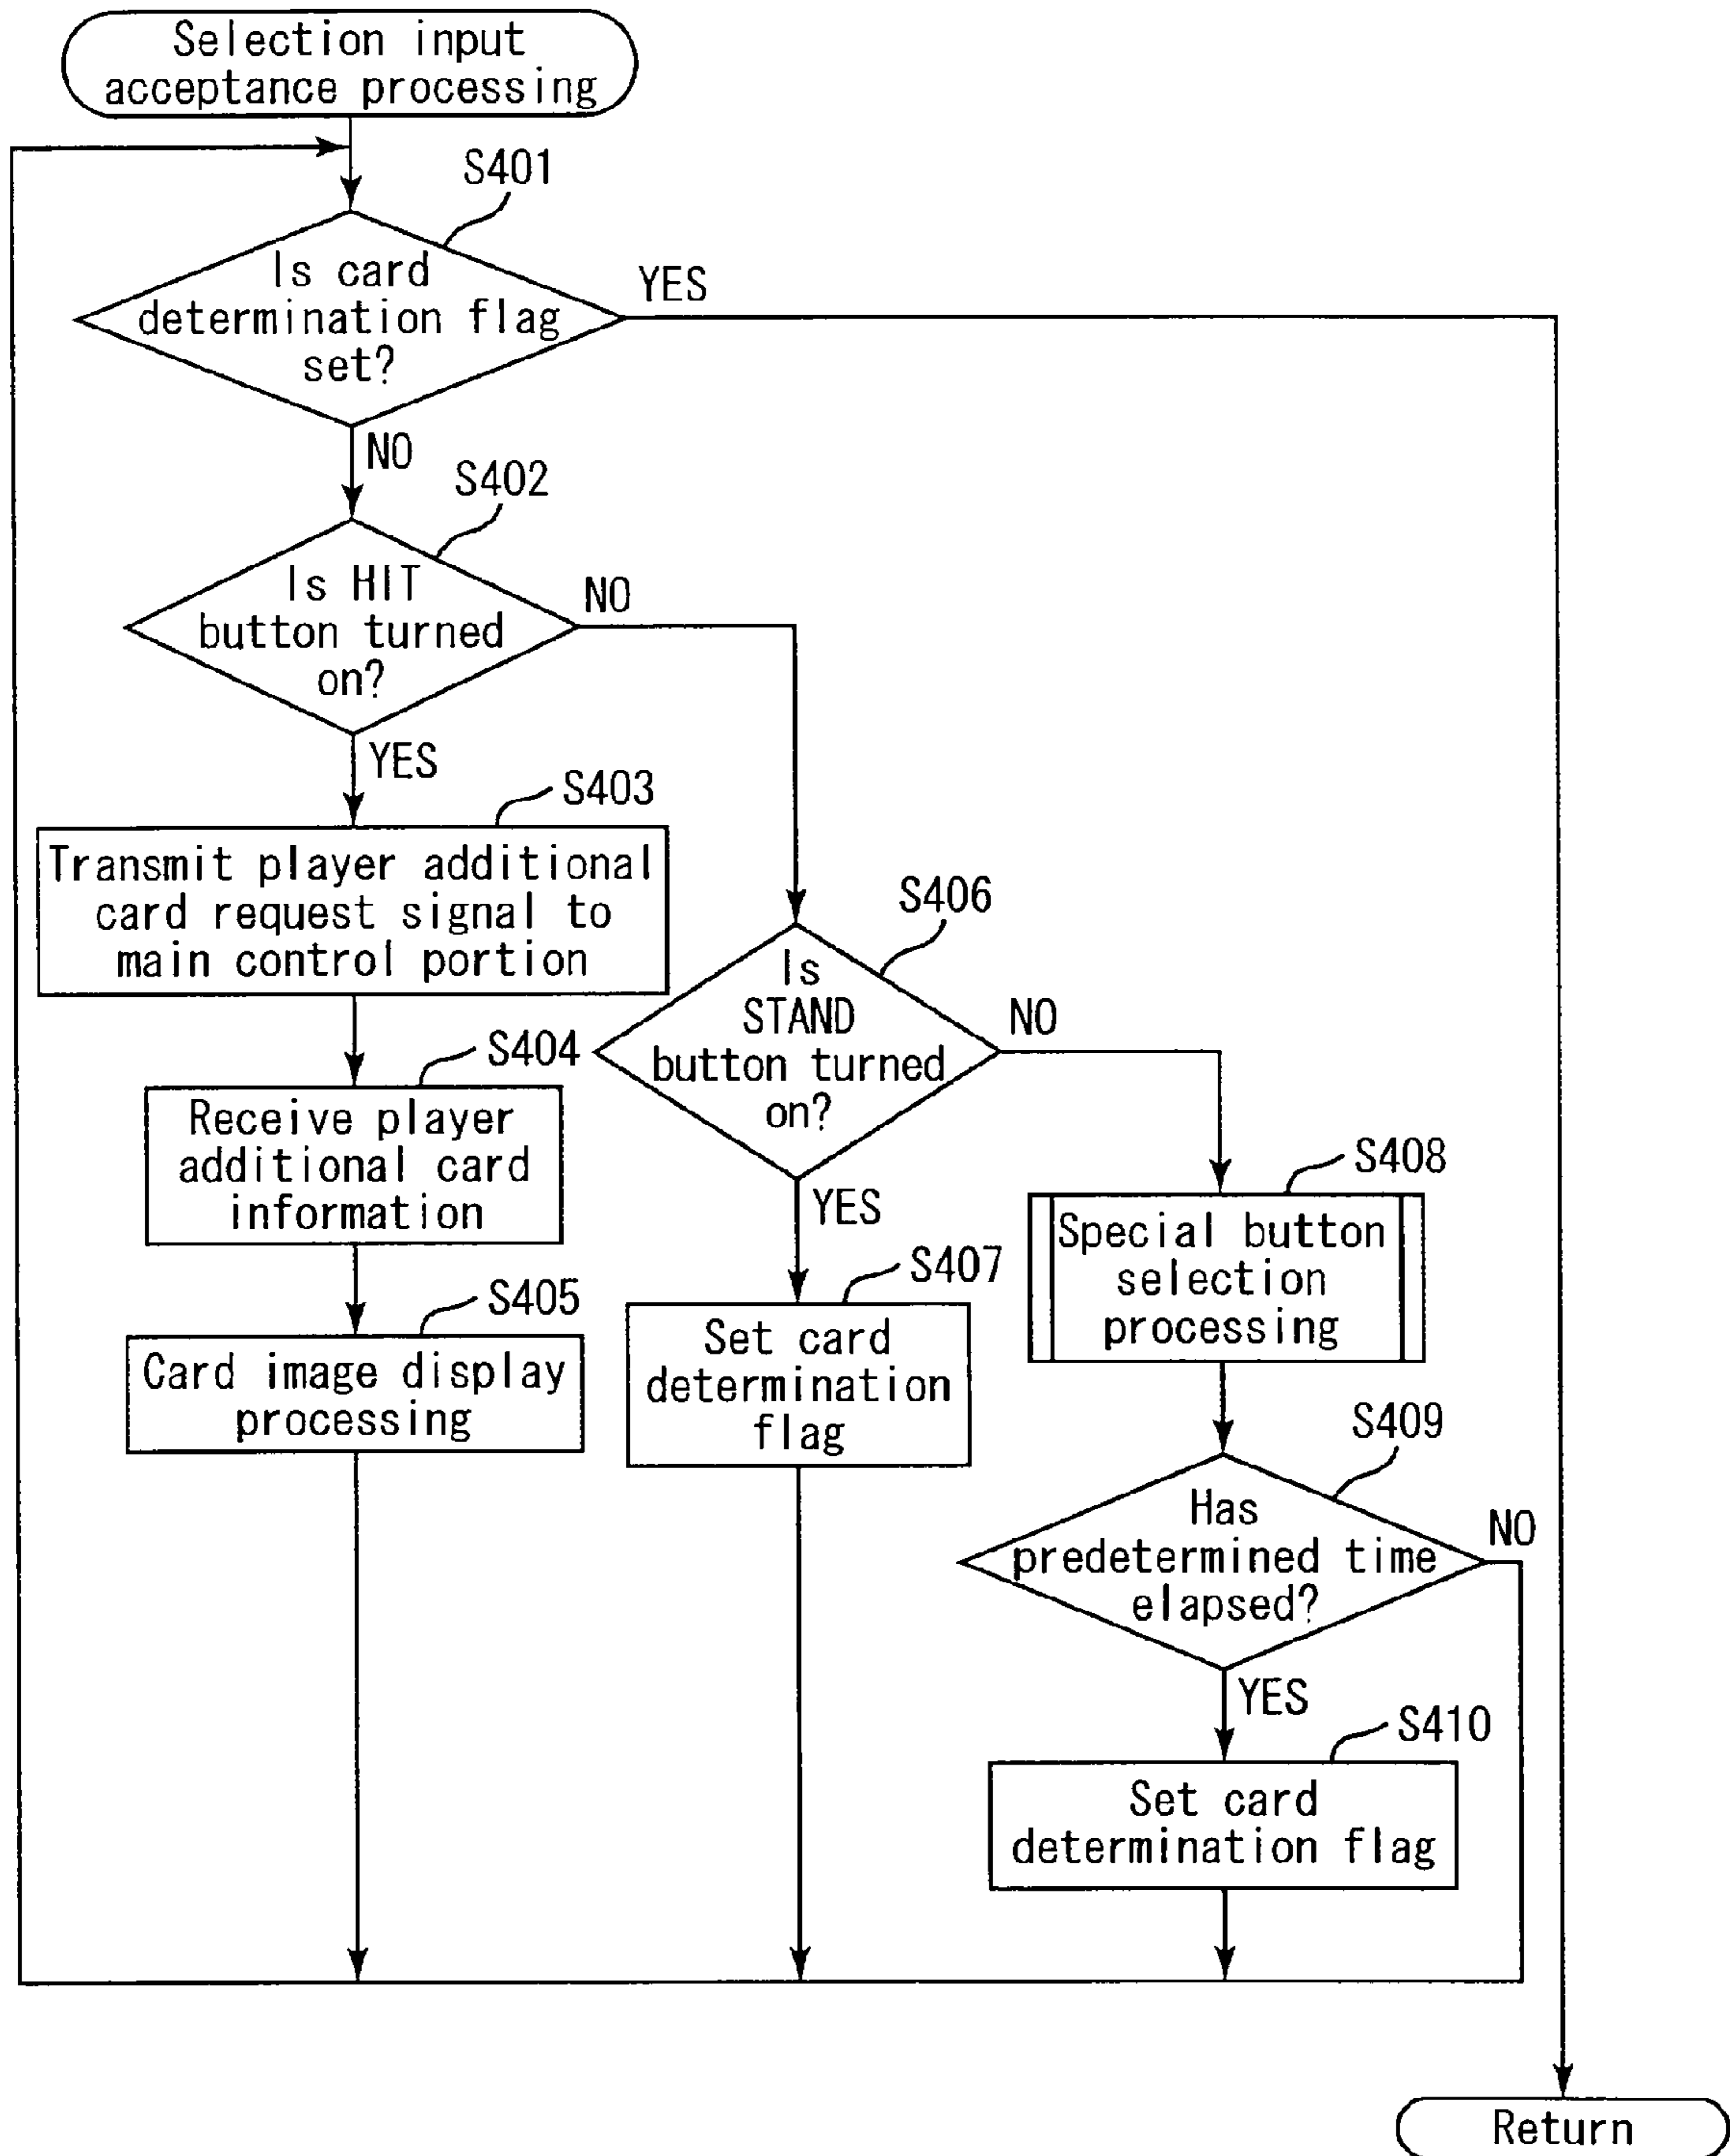 Selection input
acceptance processing
S401
Is card
determination flag
set?
YES
NO
S402
Is HIT
button turned
on?
NO
YES
S403
Transmit player additional
card request signal to
main control portion
S404
Receive player
additional card
information
S405
Card image display
processing
S406
Is
STAND
button turned
on?
NO
YES
S407
Set card
determination
flag
S408
Special button
selection
processing
S409
Has
predetermined time
elapsed?
NO
YES
S410
Set card
determination flag
Return